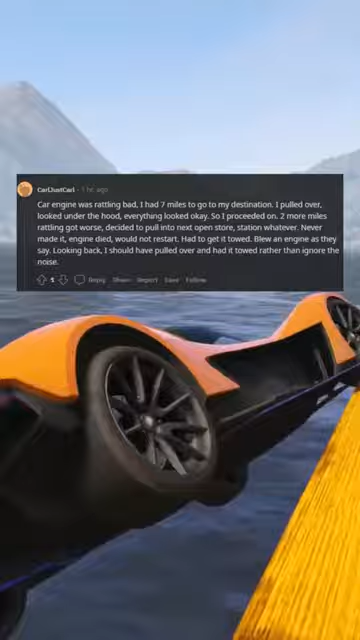 CarlJustCarl · 1 hr. ago
Car engine was rattling bad, I had 7 miles to go to my destination. I pulled over,
looked under the hood, everything looked okay. So I proceeded on. 2 more miles
rattling got worse, decided to pull into next open store, station whatever. Never
made it, engine died, would not restart. Had to get it towed. Blew an engine as they
say. Looking back, I should have pulled over and had it towed rather than ignore the
noise.
Reply Share Report Save Follow